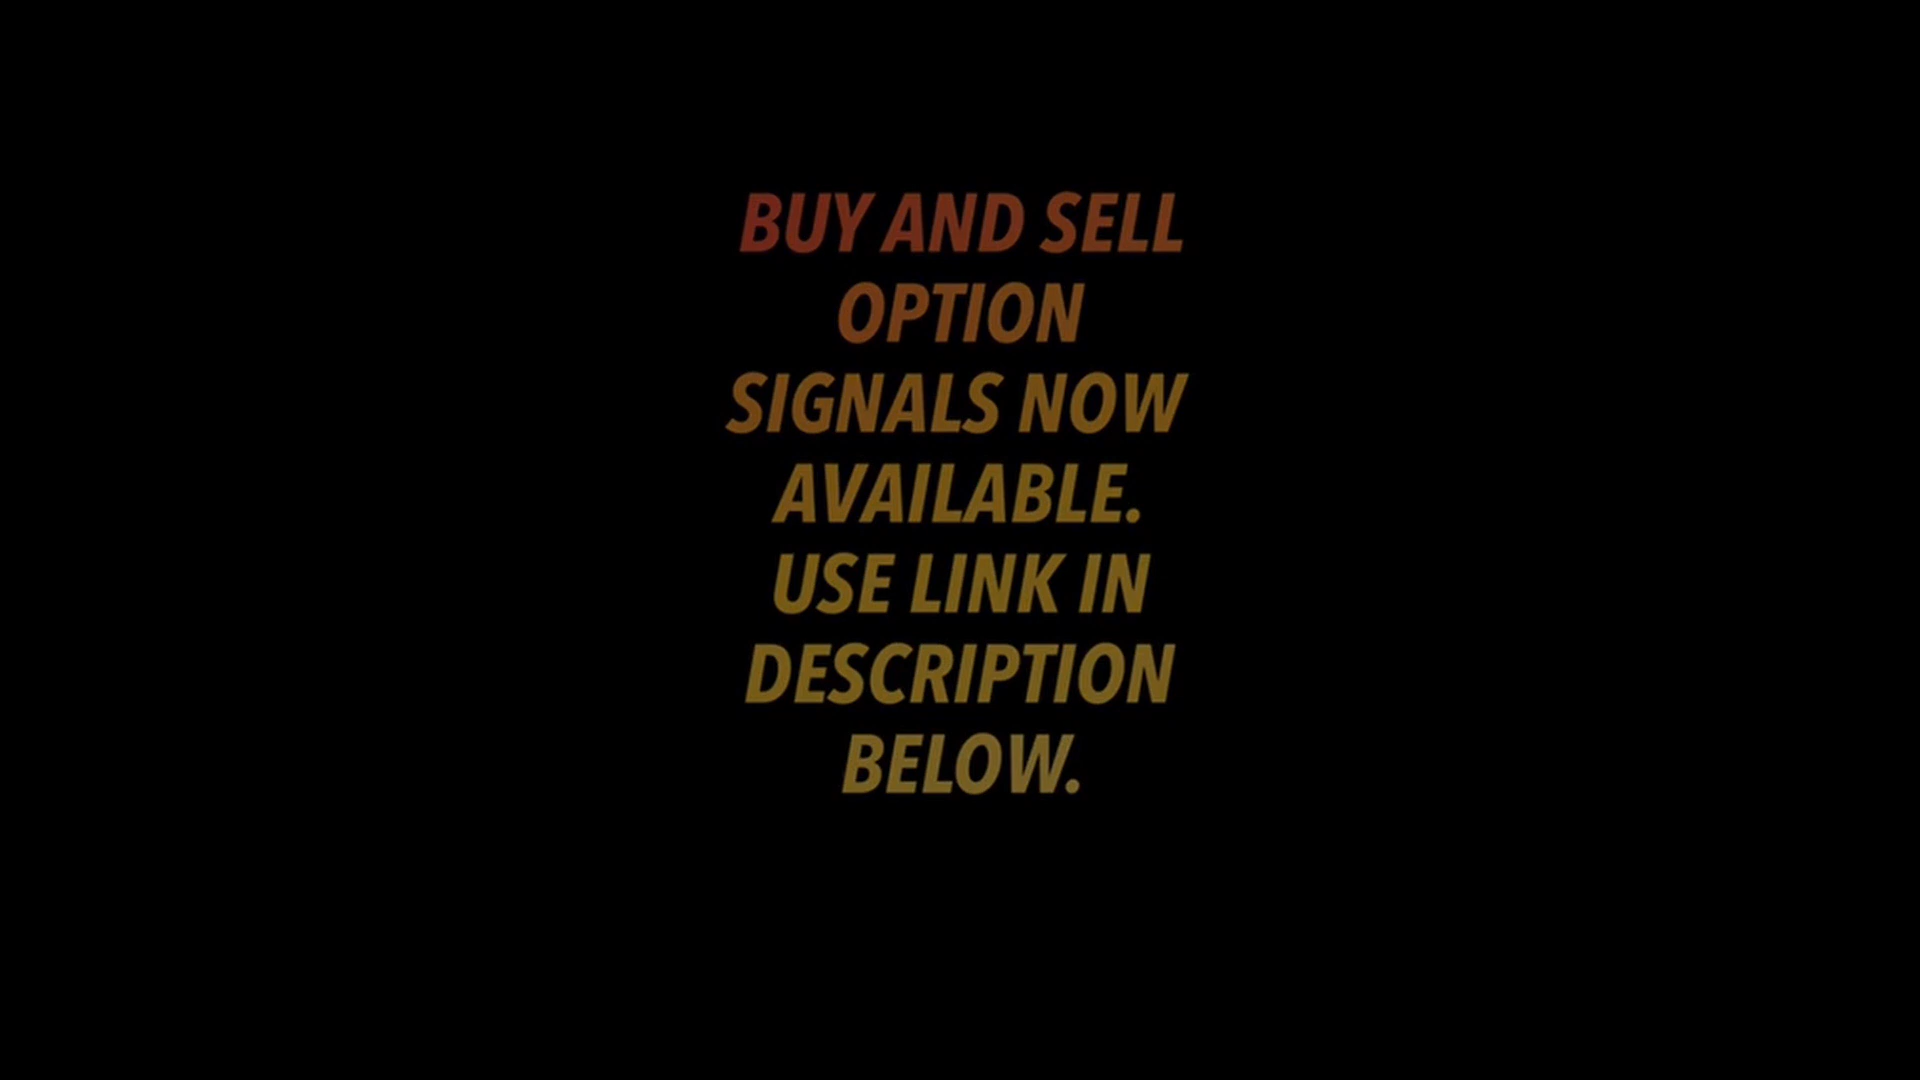 BUY AND SELL
OPTION
SIGNALS NOW
AVAILABLE.
USE LINK IN
DESCRIPTION
BELOW.